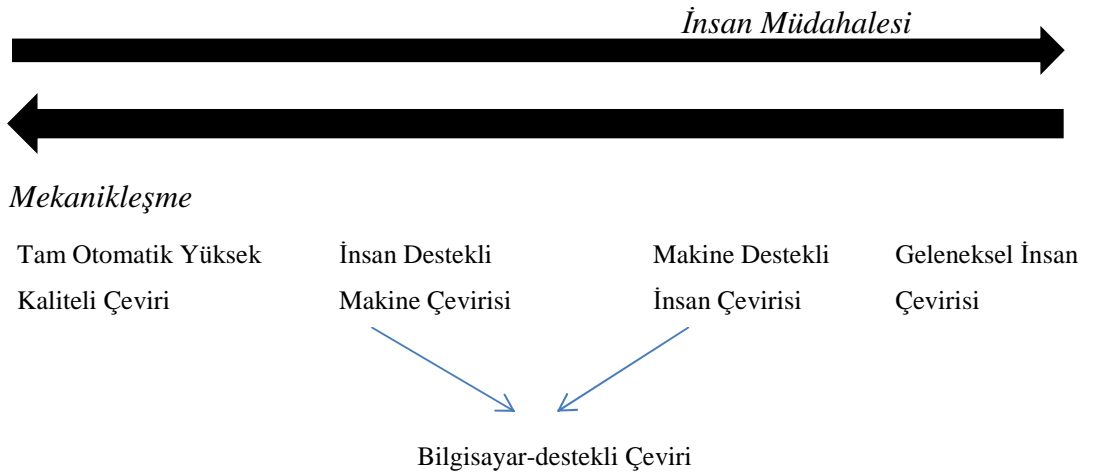 İnsan Müdahalesi
Mekanikleşme
Tam Otomatik Yüksek
Kaliteli Çeviri
İnsan Destekli
Makine Çevirisi
Makine Destekli
İnsan Çevirisi
Geleneksel İnsan
Çevirisi
Bilgisayar-destekli Çeviri